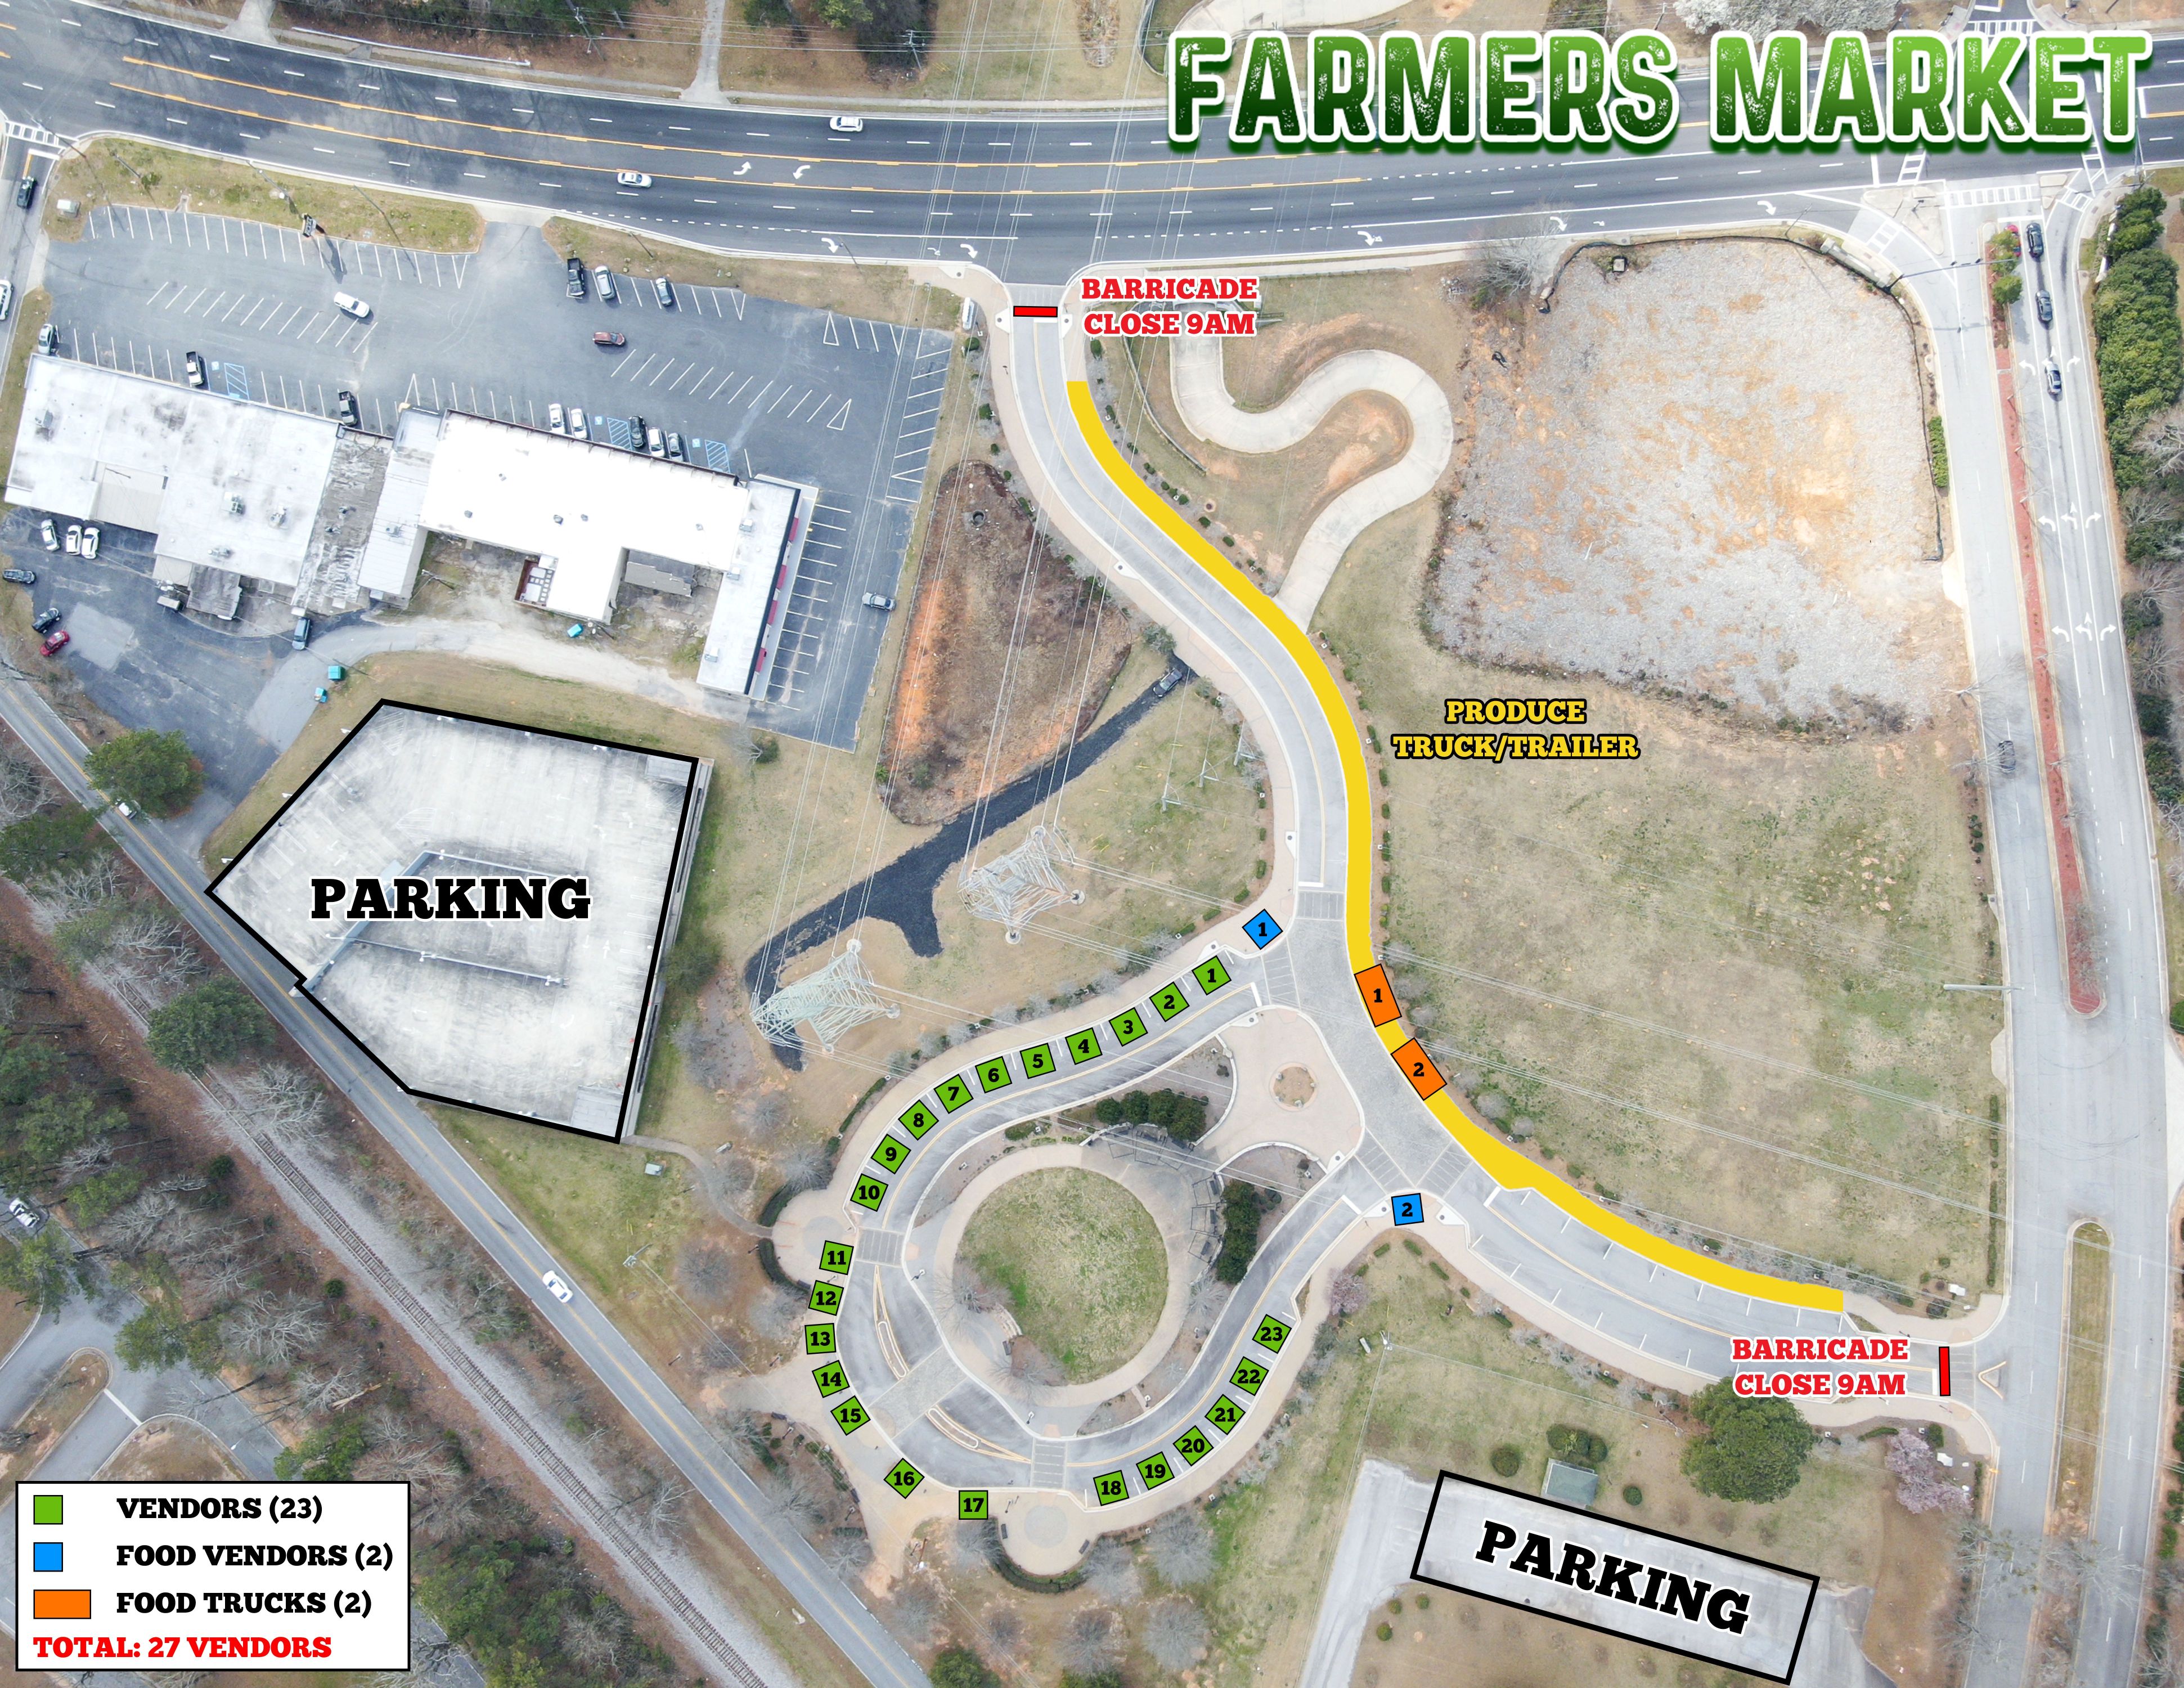 FARMERS MARKET
BARRICADE
CLOSE 9AM
PRODUCE
TRUCK/TRAILER
PARKING
1
1
2
3
4
5
6
7
8
9
10
11
12
13
14
15
16
17
18
19
20
21
22
23
1
2
2
BARRICADE
CLOSE 9AM
PARKING
VENDORS (23)
FOOD VENDORS (2)
FOOD TRUCKS (2)
TOTAL: 27 VENDORS